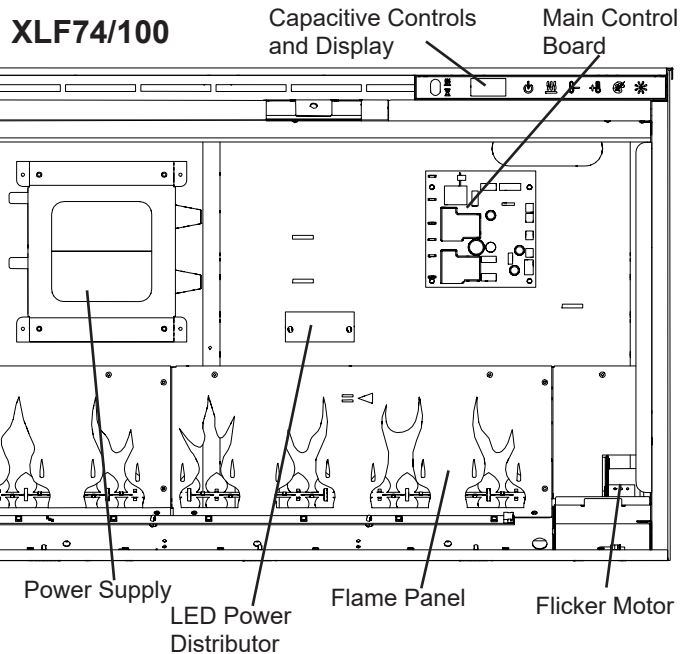 XLF74/100
Capacitive Controls
and Display
Main Control
Board
Power Supply
LED Power
Distributor
Flame Panel
Flicker Motor